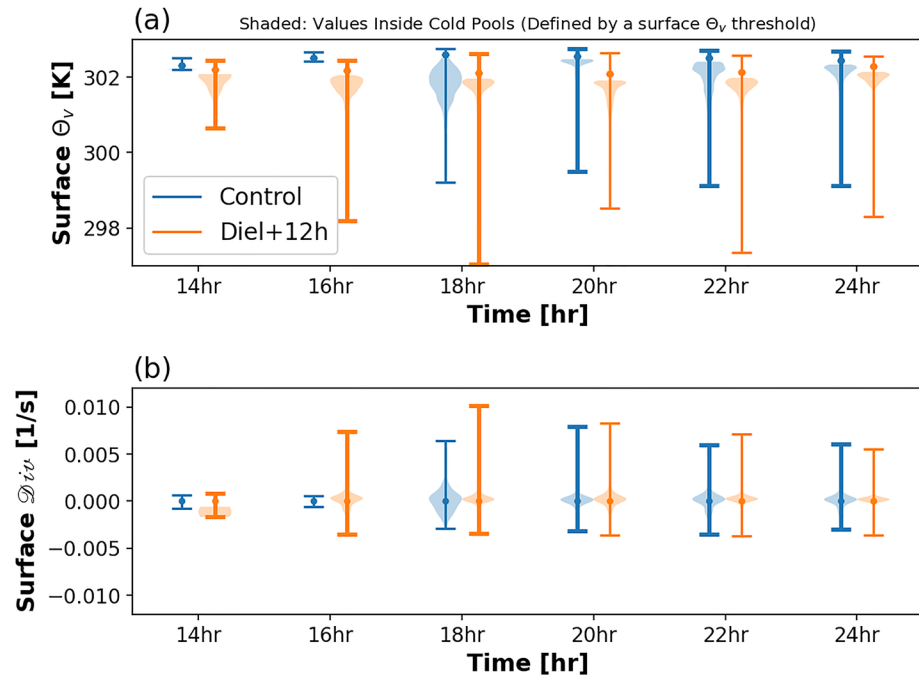 (a)
Shaded: Values Inside Cold Pools (Defined by a surface Θᵥ threshold)
Surface Θᵥ [K]
302
300
298
Control
Diel+12h
14hr 16hr 18hr 20hr 22hr 24hr
Time [hr]
(b)
Surface 𝒟𝒾𝓋 [1/s]
0.010
0.005
0.000
−0.005
−0.010
14hr 16hr 18hr 20hr 22hr 24hr
Time [hr]